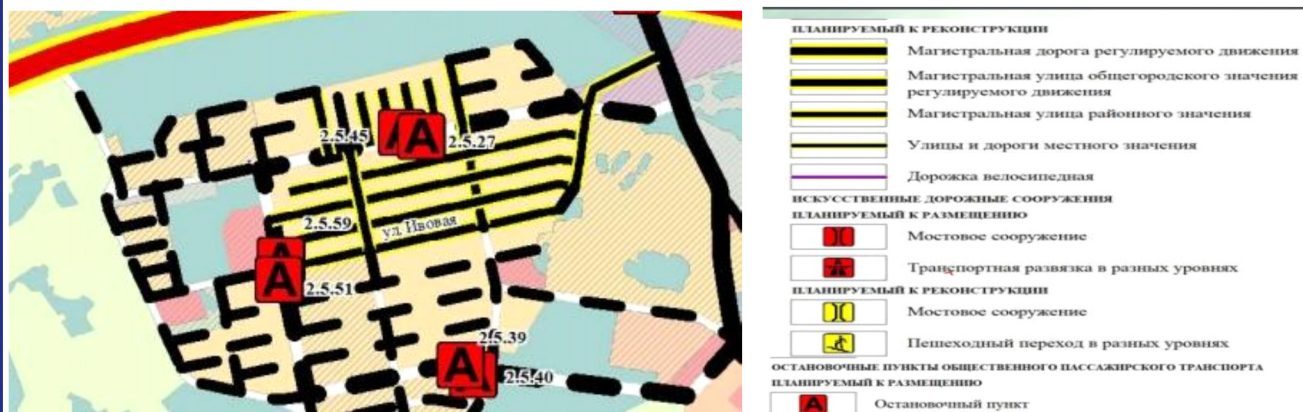 2.5.45
2.5.27
2.5.59
ул. Ивовая
2.5.51
2.5.39
2.5.40
A
A
A
A
A
ПЛАНИРУЕМЫЙ К РЕКОНСТРУКЦИИ
Магистральная дорога регулируемого движения
Магистральная улица общегородского значения
регулируемого движения
Магистральная улица районного значения
Улицы и дороги местного значения
Дорожка велосипедная
ИСКУССТВЕННЫЕ ДОРОЖНЫЕ СООРУЖЕНИЯ
ПЛАНИРУЕМЫЙ К РАЗМЕЩЕНИЮ
Мостовое сооружение
Транспортная развязка в разных уровнях
ПЛАНИРУЕМЫЙ К РЕКОНСТРУКЦИИ
Мостовое сооружение
Пешеходный переход в разных уровнях
ОСТАНОВОЧНЫЕ ПУНКТЫ ОБЩЕСТВЕННОГО ПАССАЖИРСКОГО ТРАНСПОРТА
ПЛАНИРУЕМЫЙ К РАЗМЕЩЕНИЮ
A
Остановочный пункт